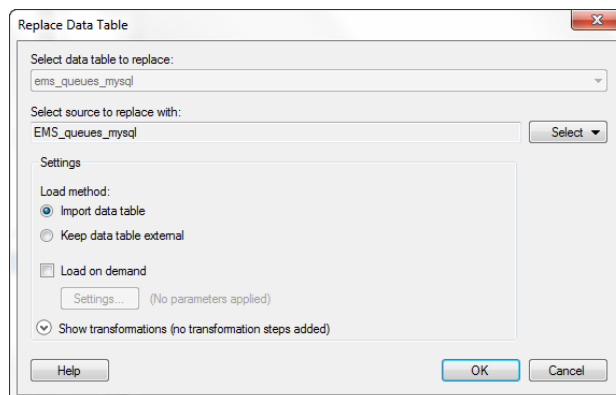 Replace Data Table
Select data table to replace:
ems_queues_mysql
Select source to replace with:
EMS_queues_mysql
Select
Settings
Load method:
Import data table
Keep data table external
Load on demand
Settings... (No parameters applied)
Show transformations (no transformation steps added)
Help OK Cancel